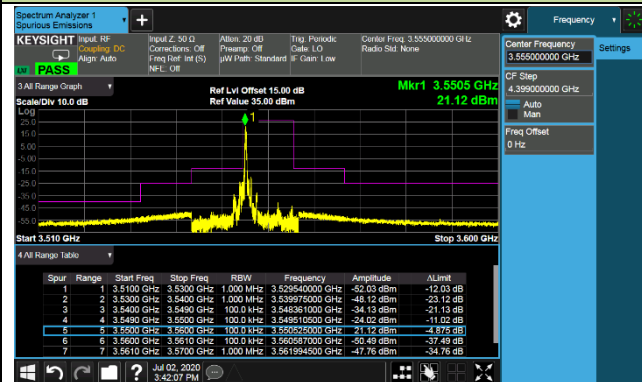 Spectrum Analyzer 1
Spurious Emissions
Frequency
KEYSIGHT
Input: RF
Coupling: DC
Align: Auto
Input Z: 50 Ω
Corrections: Off
Freq Ref: Int (S)
NFE: Off
Atten: 20 dB
Preamp: Off
µW Path: Standard
Trig: Periodic
Gate: LO
IF Gain: Low
Center Freq: 3.555000000 GHz
Radio Std: None
PASS
Center Frequency
3.555000000 GHz
Settings
CF Step
4.399000000 GHz
Auto
Man
Freq Offset
0 Hz
3 All Range Graph
Scale/Div 10.0 dB
Ref Lvl Offset 15.00 dB
Ref Value 35.00 dBm
Mkr1 3.5505 GHz
21.12 dBm
Log
25.0
15.0
5.00
-5.00
-15.0
-25.0
-35.0
-45.0
-55.0
1
Start 3.510 GHz
Stop 3.600 GHz
4 All Range Table
Spur Range Start Freq Stop Freq RBW Frequency Amplitude ΔLimit
1 1 3.5100 GHz 3.5300 GHz 1.000 MHz 3.529540000 GHz -52.03 dBm -12.03 dB
2 2 3.5300 GHz 3.5400 GHz 1.000 MHz 3.539975000 GHz -48.12 dBm -23.12 dB
3 3 3.5400 GHz 3.5490 GHz 100.0 kHz 3.548361000 GHz -34.13 dBm -21.13 dB
4 4 3.5490 GHz 3.5500 GHz 100.0 kHz 3.549510500 GHz -24.02 dBm -11.02 dB
5 5 3.5500 GHz 3.5600 GHz 100.0 kHz 3.550525000 GHz 21.12 dBm -4.875 dB
6 6 3.5600 GHz 3.5610 GHz 100.0 kHz 3.560587000 GHz -50.49 dBm -37.49 dB
7 7 3.5610 GHz 3.5700 GHz 1.000 MHz 3.561994500 GHz -47.76 dBm -34.76 dB
Jul 02, 2020
3:42:07 PM